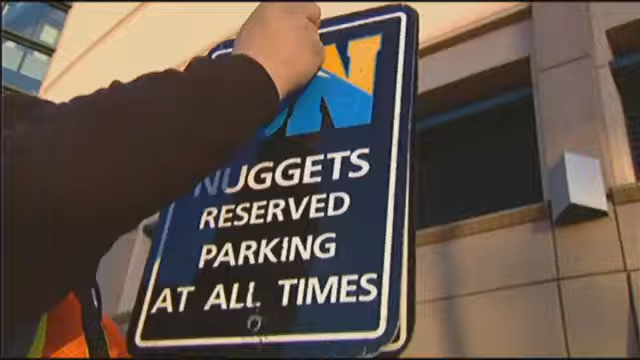 N
NUGGETS
RESERVED
PARKING
AT ALL TIMES